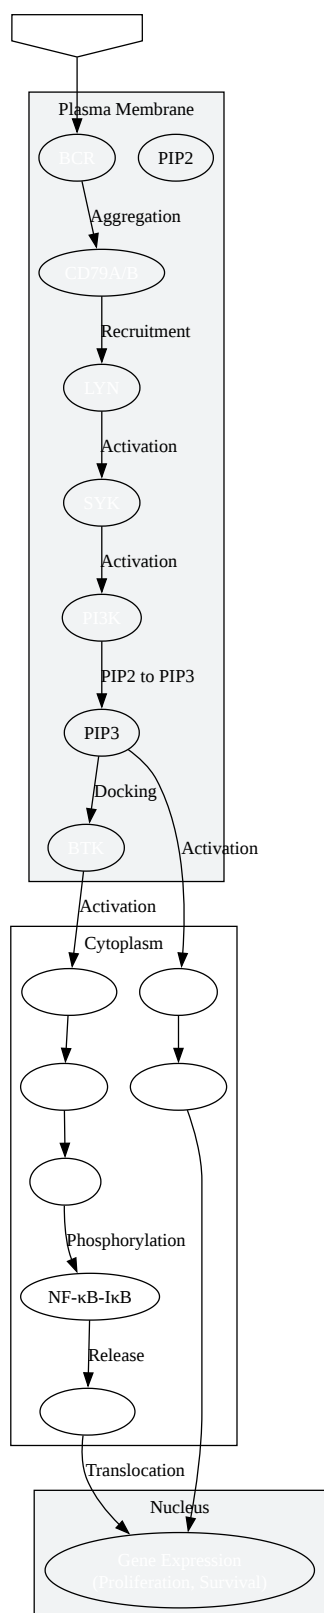 Plasma Membrane
BCR
PIP2
Aggregation
CD79A/B
Recruitment
LYN
Activation
SYK
Activation
PI3K
PIP2 to PIP3
PIP3
Docking
BTK
Activation
Activation
Cytoplasm
Phosphorylation
NF-κB-IκB
Release
Translocation
Nucleus
Gene Expression
(Proliferation, Survival)